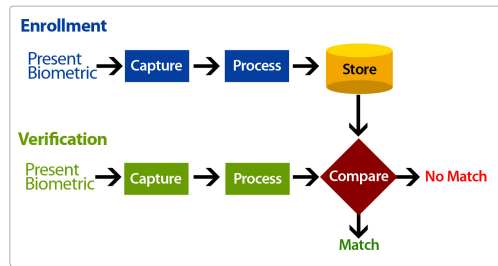 Enrollment
Present
Biometric
Capture
Process
Store
Verification
Present
Biometric
Capture
Process
Compare
No Match
Match